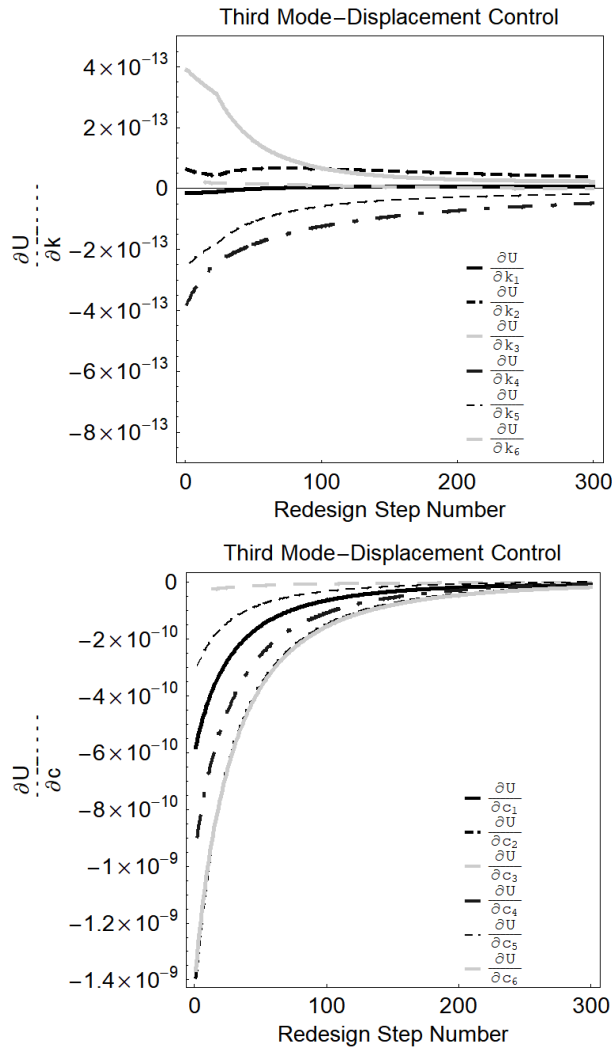 Third Mode–Displacement Control
4×10⁻¹³
2×10⁻¹³
0
−2×10⁻¹³
−4×10⁻¹³
−6×10⁻¹³
−8×10⁻¹³
∂U
∂k
∂U
∂k₁
∂U
∂k₂
∂U
∂k₃
∂U
∂k₄
∂U
∂k₅
∂U
∂k₆
0 100 200 300
Redesign Step Number
Third Mode–Displacement Control
0
−2×10⁻¹⁰
−4×10⁻¹⁰
−6×10⁻¹⁰
−8×10⁻¹⁰
−1×10⁻⁹
−1.2×10⁻⁹
−1.4×10⁻⁹
∂U
∂c
∂U
∂c₁
∂U
∂c₂
∂U
∂c₃
∂U
∂c₄
∂U
∂c₅
∂U
∂c₆
0 100 200 300
Redesign Step Number